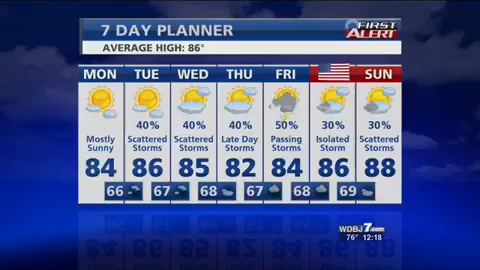 7 DAY PLANNER
FIRST
ALERT
AVERAGE HIGH: 86°
MON TUE WED THU FRI SUN
40% 40% 40% 50% 30% 30%
Mostly Scattered Scattered Late Day Passing Isolated Scattered
Sunny Storms Storms Storms Storms Storm Storms
84 86 85 82 84 86 88
66 67 68 67 68 69
WDBJ7.com
76° 12:18